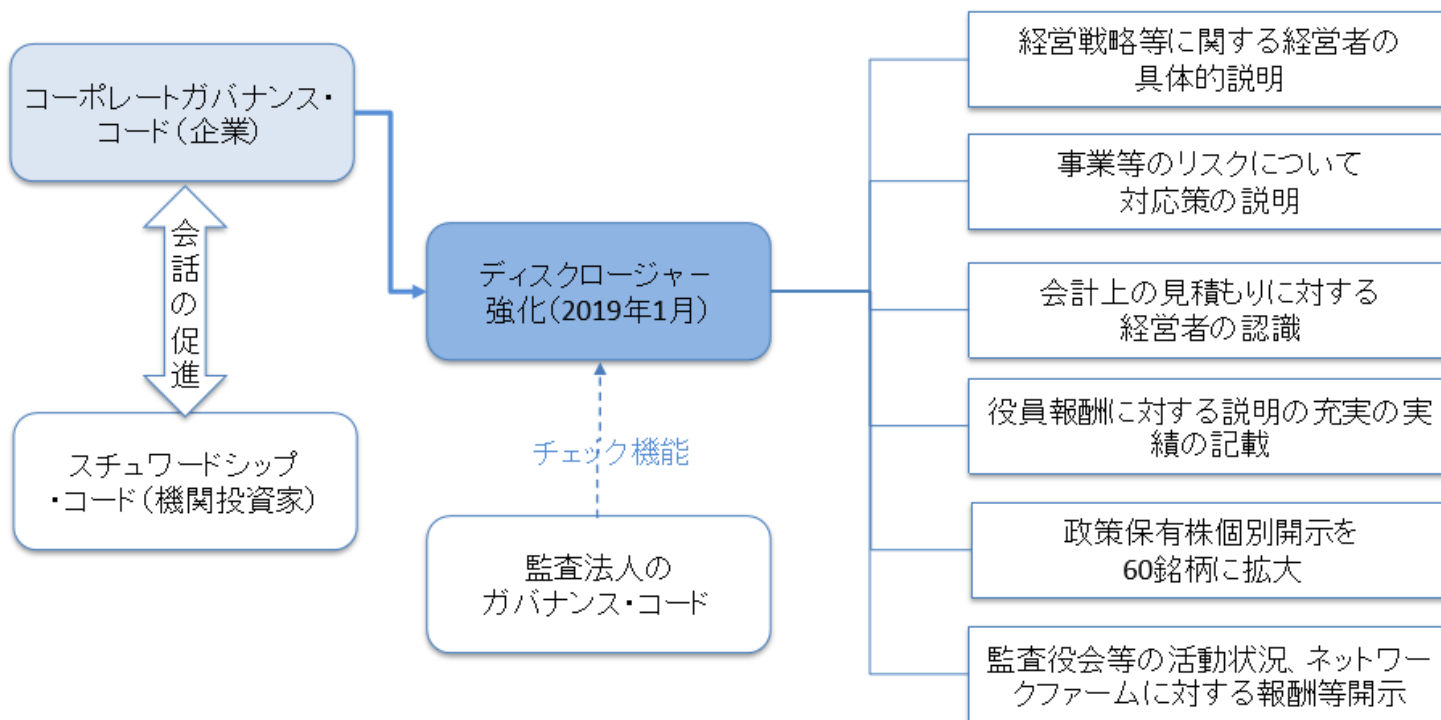 コーポレートガバナンス・
コード（企業）
会話の促進
スチュワードシップ
・コード（機関投資家）
ディスクロージャー
強化（2019年1月）
チェック機能
監査法人の
ガバナンス・コード
経営戦略等に関する経営者の
具体的説明
事業等のリスクについて
対応策の説明
会計上の見積もりに対する
経営者の認識
役員報酬に対する説明の充実の実
績の記載
政策保有株個別開示を
60銘柄に拡大
監査役会等の活動状況、ネットワー
クファームに対する報酬等開示